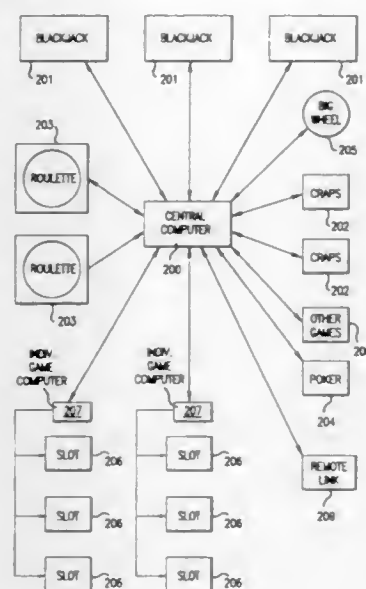 BLACKJACK
BLACKJACK
BLACKJACK
201
201
201
203
BIG
WHEEL
205
ROULETTE
CRAPS
202
CENTRAL
COMPUTER
200
CRAPS
202
ROULETTE
203
OTHER
GAMES
INDIV.
GAME
COMPUTER
INDIV.
GAME
COMPUTER
207
207
POKER
204
SLOT
206
SLOT
206
REMOTE
LINK
208
SLOT
206
SLOT
206
SLOT
206
SLOT
206